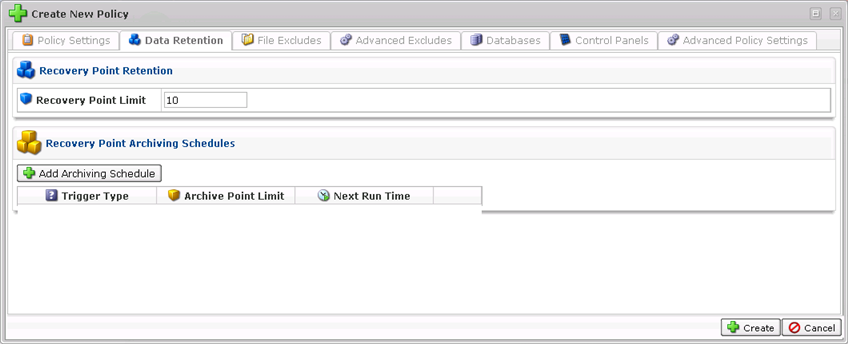 Create New Policy
Policy Settings Data Retention File Excludes Advanced Excludes Databases Control Panels Advanced Policy Settings
Recovery Point Retention
Recovery Point Limit 10
Recovery Point Archiving Schedules
Add Archiving Schedule
Trigger Type Archive Point Limit Next Run Time
Create Cancel